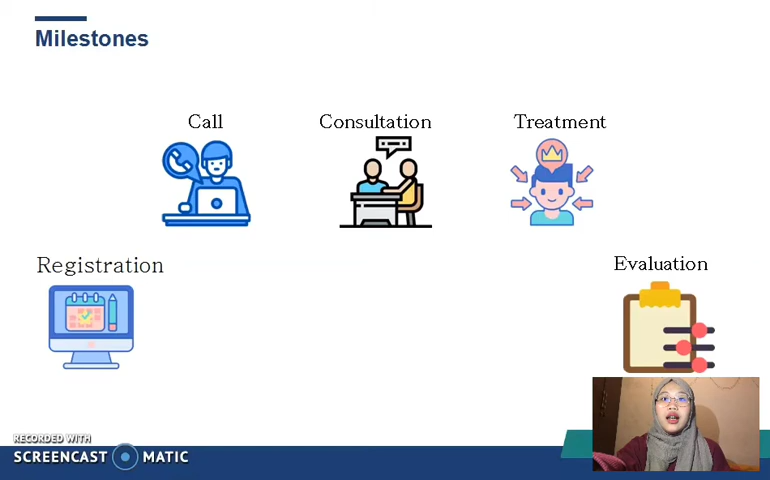 Milestones
Call
Consultation
Treatment
Registration
Evaluation
RECORDED WITH
SCREENCAST MATIC